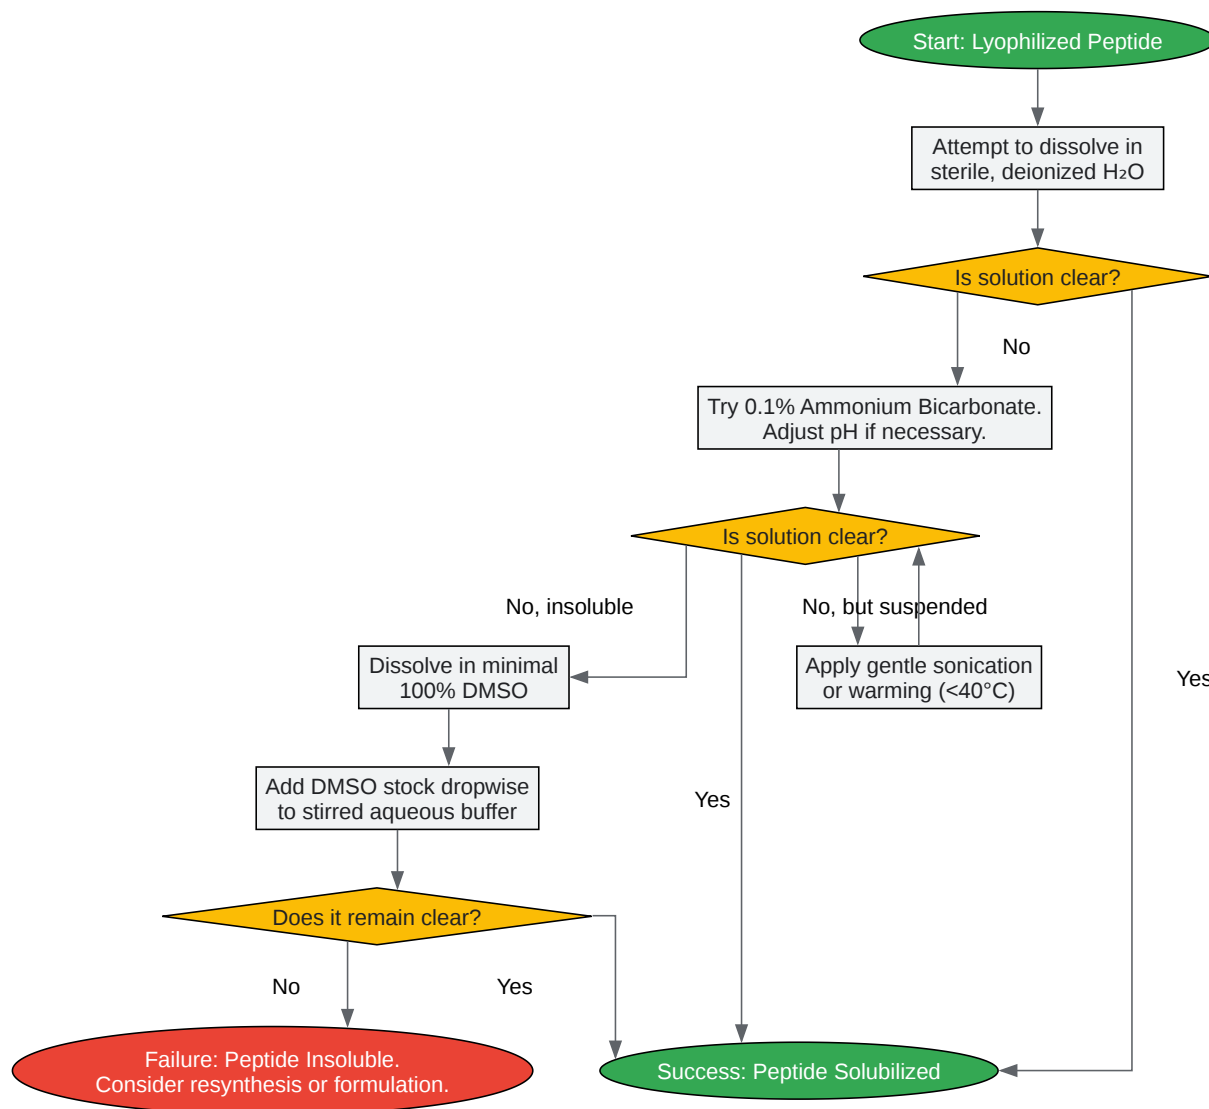 Start: Lyophilized Peptide
Attempt to dissolve in
sterile, deionized H₂O
Is solution clear?
No
Try 0.1% Ammonium Bicarbonate.
Adjust pH if necessary.
Is solution clear?
No, insoluble
No, but suspended
Dissolve in minimal
100% DMSO
Apply gentle sonication
or warming (<40°C)
Yes
Add DMSO stock dropwise
to stirred aqueous buffer
Yes
Does it remain clear?
No
Yes
Failure: Peptide Insoluble.
Consider resynthesis or formulation.
Success: Peptide Solubilized